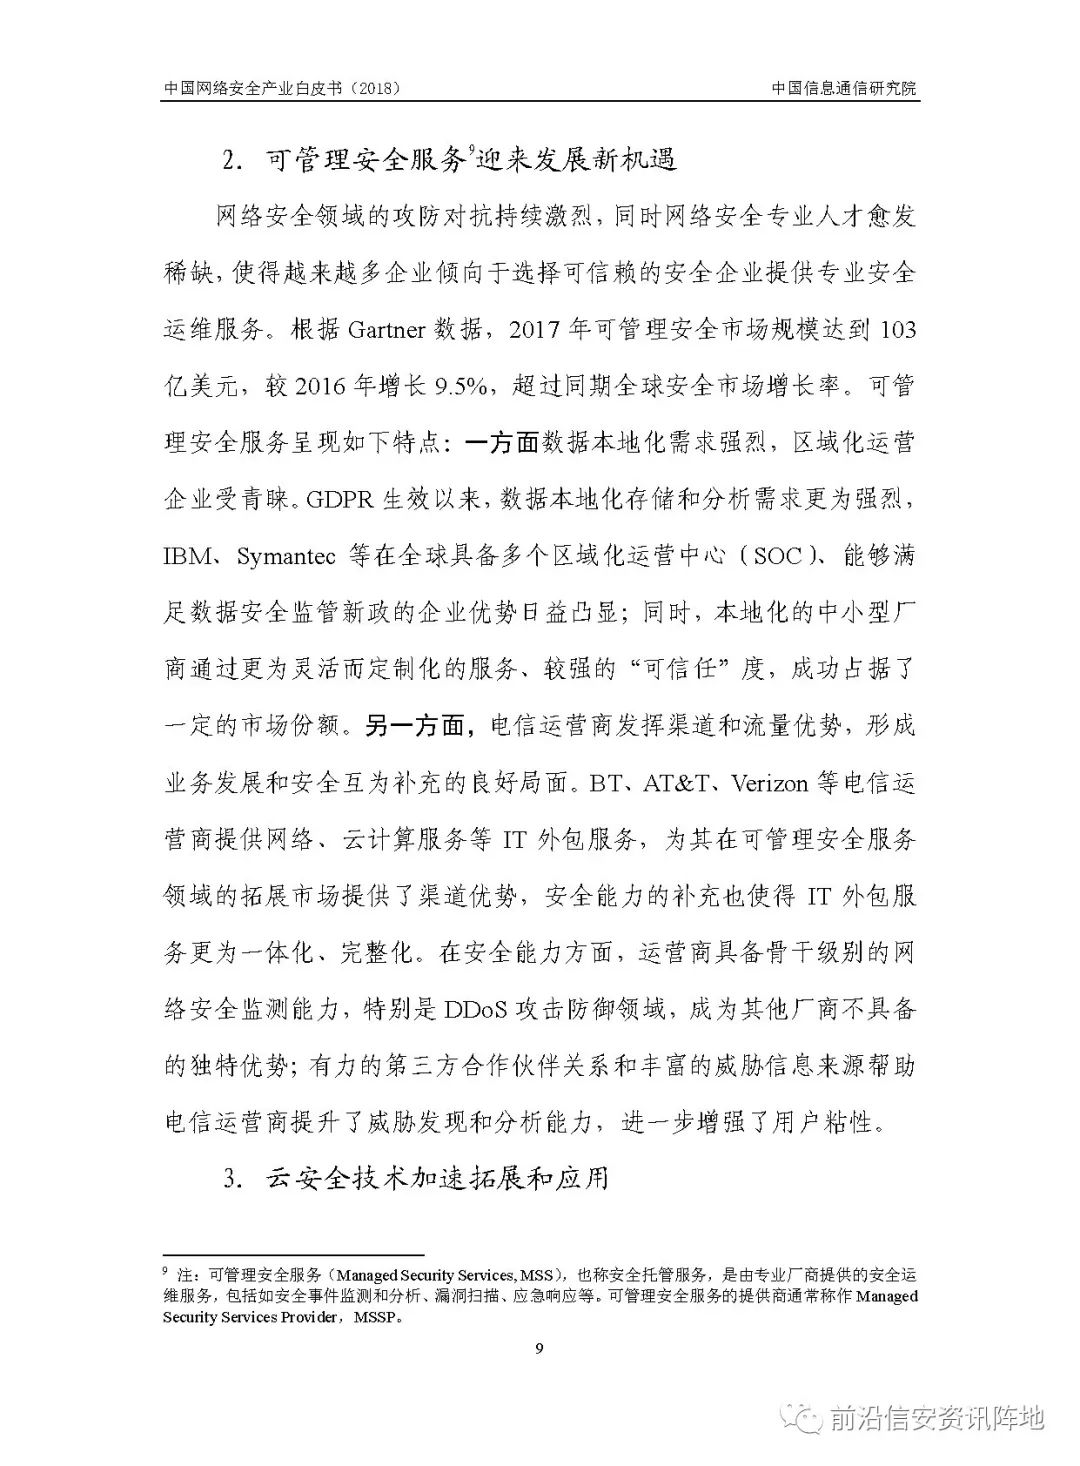 中国网络安全产业白皮书（2018） 中国信息通信研究院
2. 可管理安全服务9迎来发展新机遇
网络安全领域的攻防对抗持续激烈，同时网络安全专业人才愈发
稀缺，使得越来越多企业倾向于选择可信赖的安全企业提供专业安全
运维服务。根据 Gartner 数据，2017 年可管理安全市场规模达到 103
亿美元，较 2016 年增长 9.5%，超过同期全球安全市场增长率。可管
理安全服务呈现如下特点：一方面数据本地化需求强烈，区域化运营
企业受青睐。GDPR 生效以来，数据本地化存储和分析需求更为强烈，
IBM、Symantec 等在全球具备多个区域化运营中心（SOC）、能够满
足数据安全监管新政的企业优势日益凸显；同时，本地化的中小型厂
商通过更为灵活而定制化的服务、较强的“可信任”度，成功占据了
一定的市场份额。另一方面，电信运营商发挥渠道和流量优势，形成
业务发展和安全互为补充的良好局面。BT、AT&T、Verizon 等电信运
营商提供网络、云计算服务等 IT 外包服务，为其在可管理安全服务
领域的拓展市场提供了渠道优势，安全能力的补充也使得 IT 外包服
务更为一体化、完整化。在安全能力方面，运营商具备骨干级别的网
络安全监测能力，特别是 DDoS 攻击防御领域，成为其他厂商不具备
的独特优势；有力的第三方合作伙伴关系和丰富的威胁信息来源帮助
电信运营商提升了威胁发现和分析能力，进一步增强了用户粘性。
3. 云安全技术加速拓展和应用
9 注：可管理安全服务（Managed Security Services, MSS），也称安全托管服务，是由专业厂商提供的安全运
维服务，包括如安全事件监测和分析、漏洞扫描、应急响应等。可管理安全服务的提供商通常称作 Managed
Security Services Provider，MSSP。
9
前沿信安资讯阵地